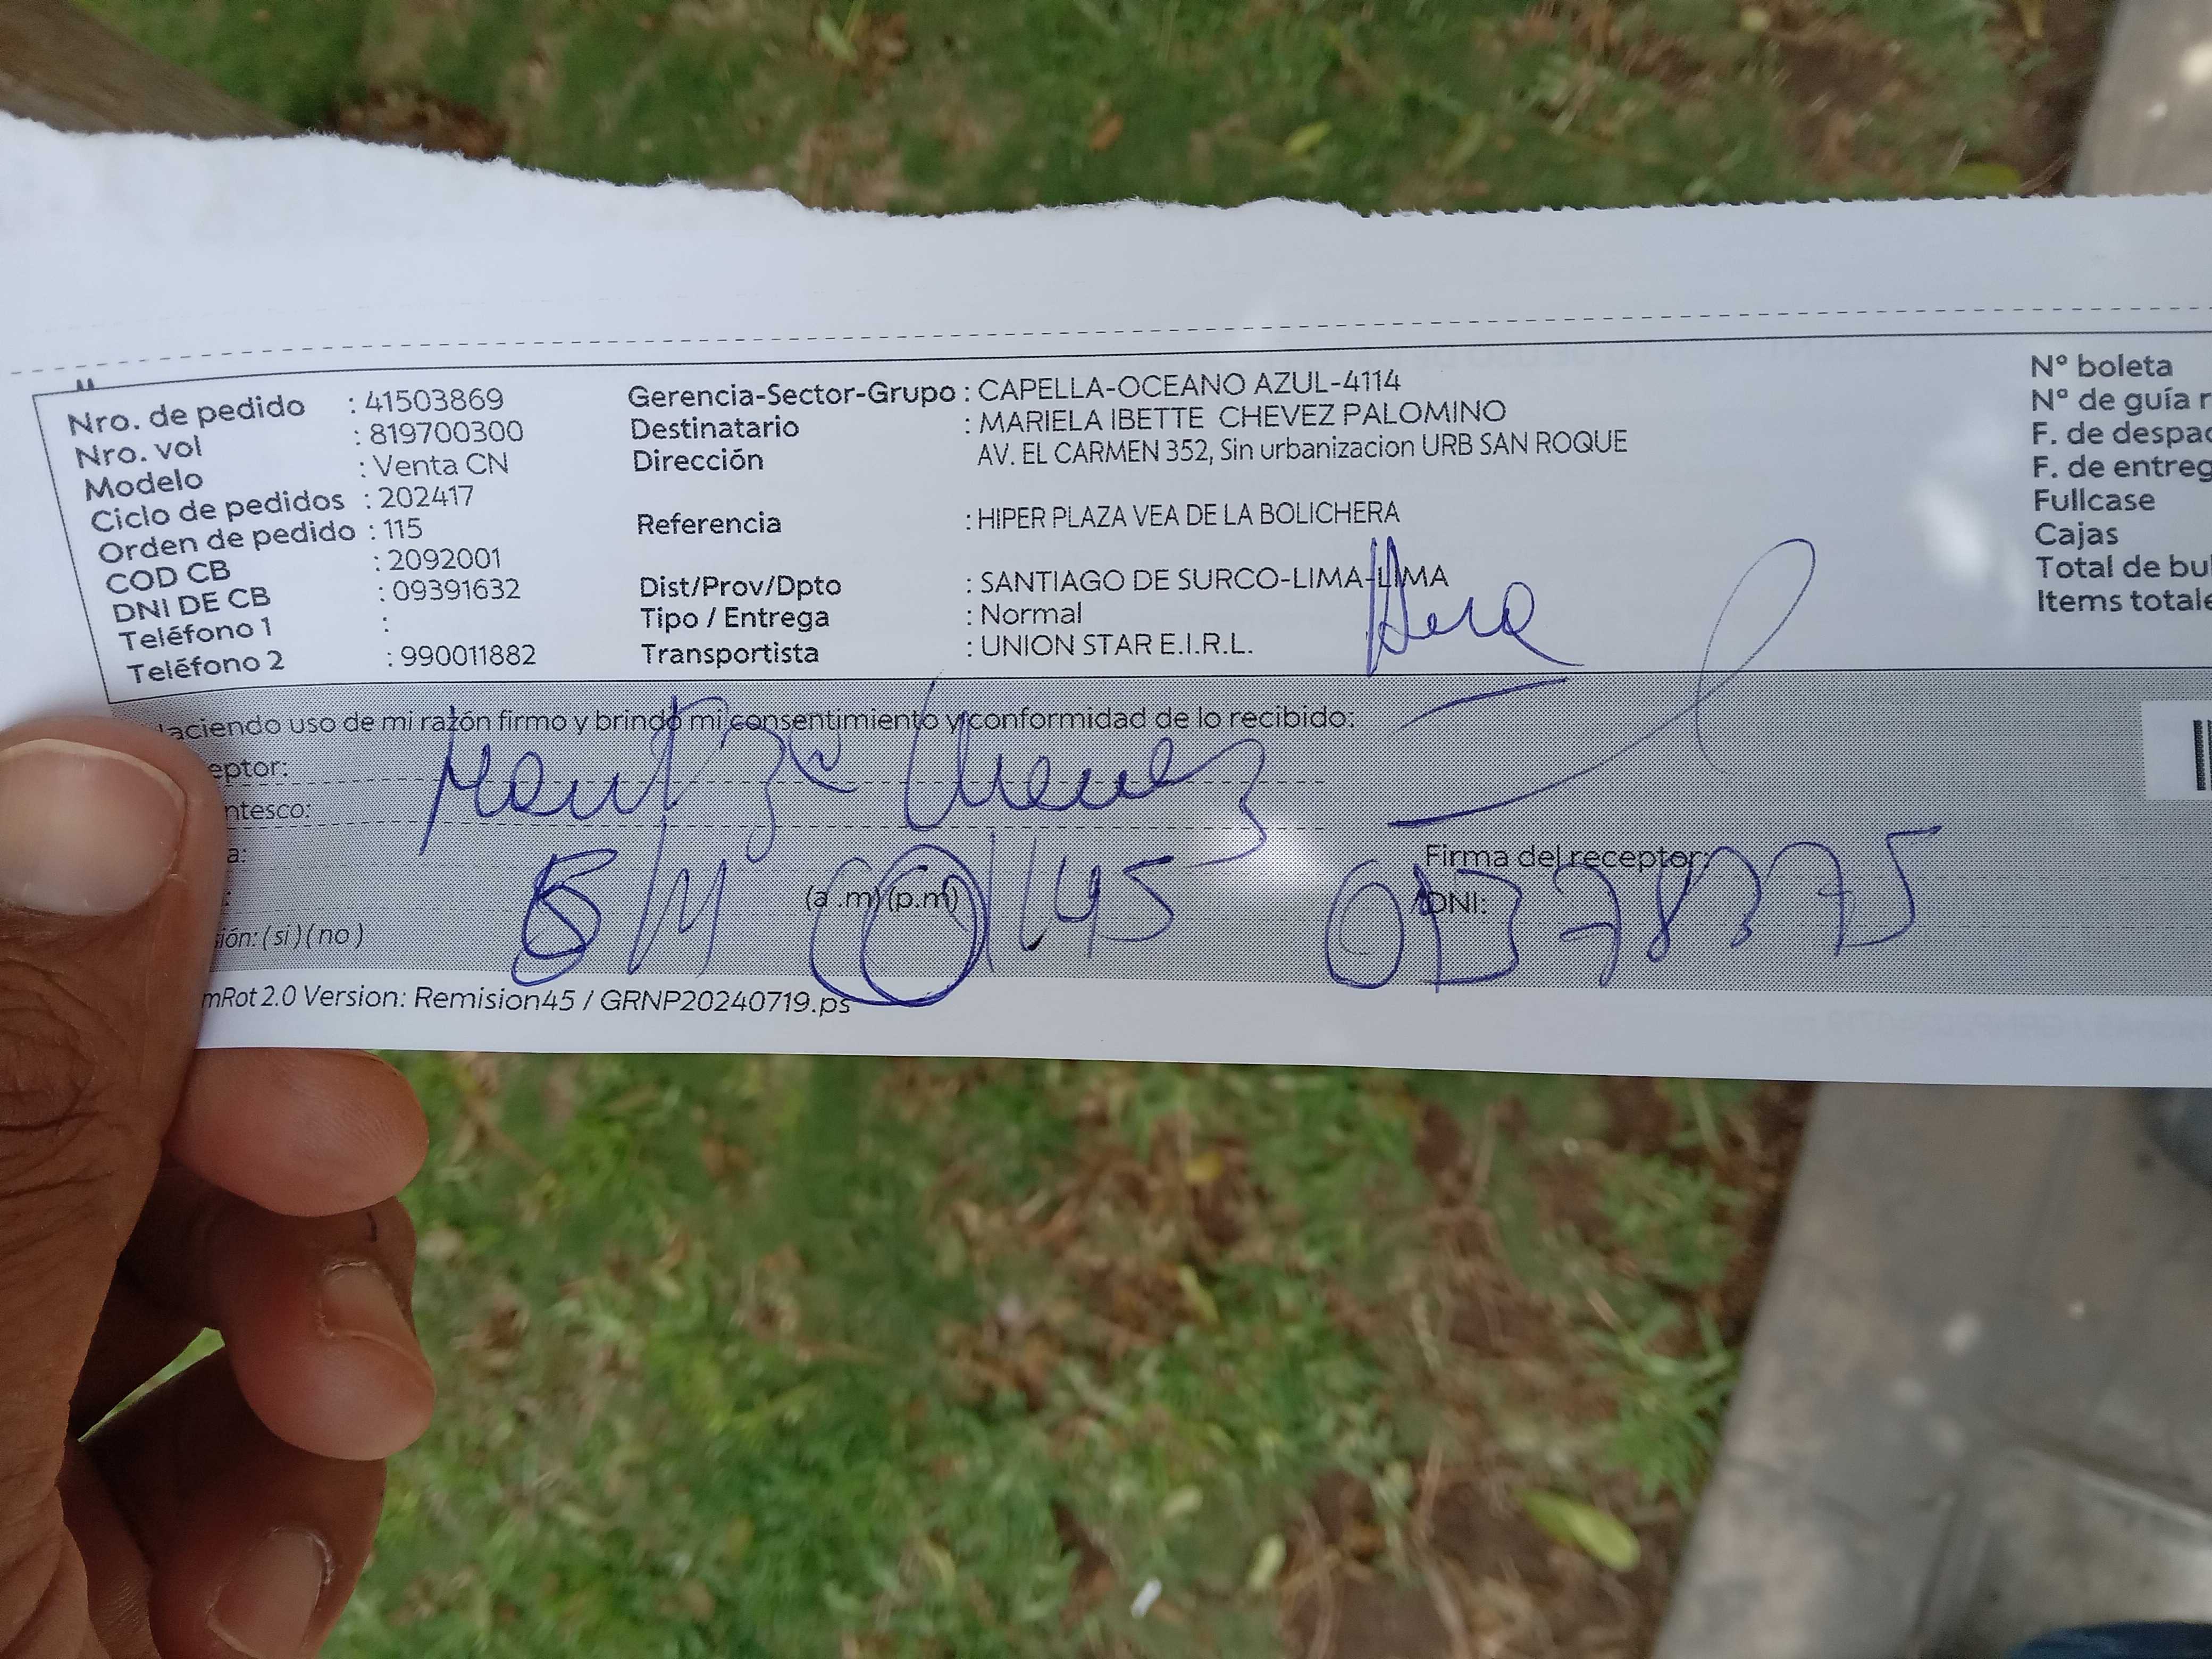 Nro. de pedido : 41503869
Nro. vol : 819700300
Modelo : Venta CN
Ciclo de pedidos : 202417
Orden de pedido : 115
COD CB : 2092001
DNI DE CB : 09391632
Teléfono 1 :
Teléfono 2 : 990011882
Gerencia-Sector-Grupo : CAPELLA-OCEANO AZUL-4114
Destinatario : MARIELA IBETTE CHEVEZ PALOMINO
Dirección AV. EL CARMEN 352, Sin urbanizacion URB SAN ROQUE
Referencia : HIPER PLAZA VEA DE LA BOLICHERA
Dist/Prov/Dpto : SANTIAGO DE SURCO-LIMA-LIMA
Tipo / Entrega : Normal
Transportista : UNION STAR E.I.R.L.
N° boleta
N° de guía r
F. de despac
F. de entreg
Fullcase
Cajas
Total de bul
Items totale
aciendo uso de mi razón firmo y brindo mi consentimiento y conformidad de lo recibido:
eptor:
ntesco:
a:
:
(a .m) (p.m) 1145
ión: ( si ) ( no )
Firma del receptor:
DNI:
mRot 2.0 Version: Remision45 / GRNP20240719.ps